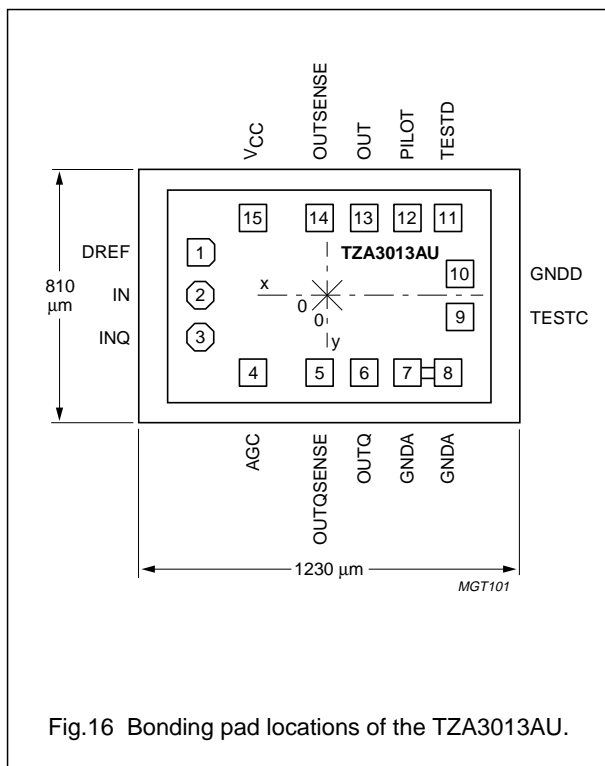 VCC
OUTSENSE
OUT
PILOT
TESTD
15
14
13
12
11
DREF
1
TZA3013AU
810
µm
10
GNDD
IN
2
x
0
0
INQ
3
y
9
TESTC
4
5
6
7
8
AGC
OUTQSENSE
OUTQ
GNDA
GNDA
1230 µm
MGT101
Fig.16 Bonding pad locations of the TZA3013AU.